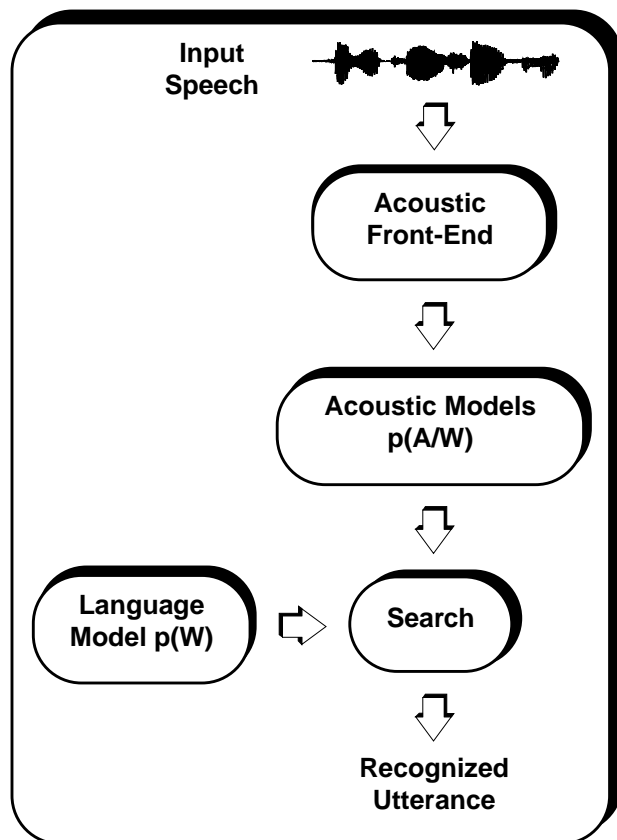 Input
Speech
Acoustic
Front-End
Acoustic Models
p(A/W)
Language
Model p(W)
Search
Recognized
Utterance